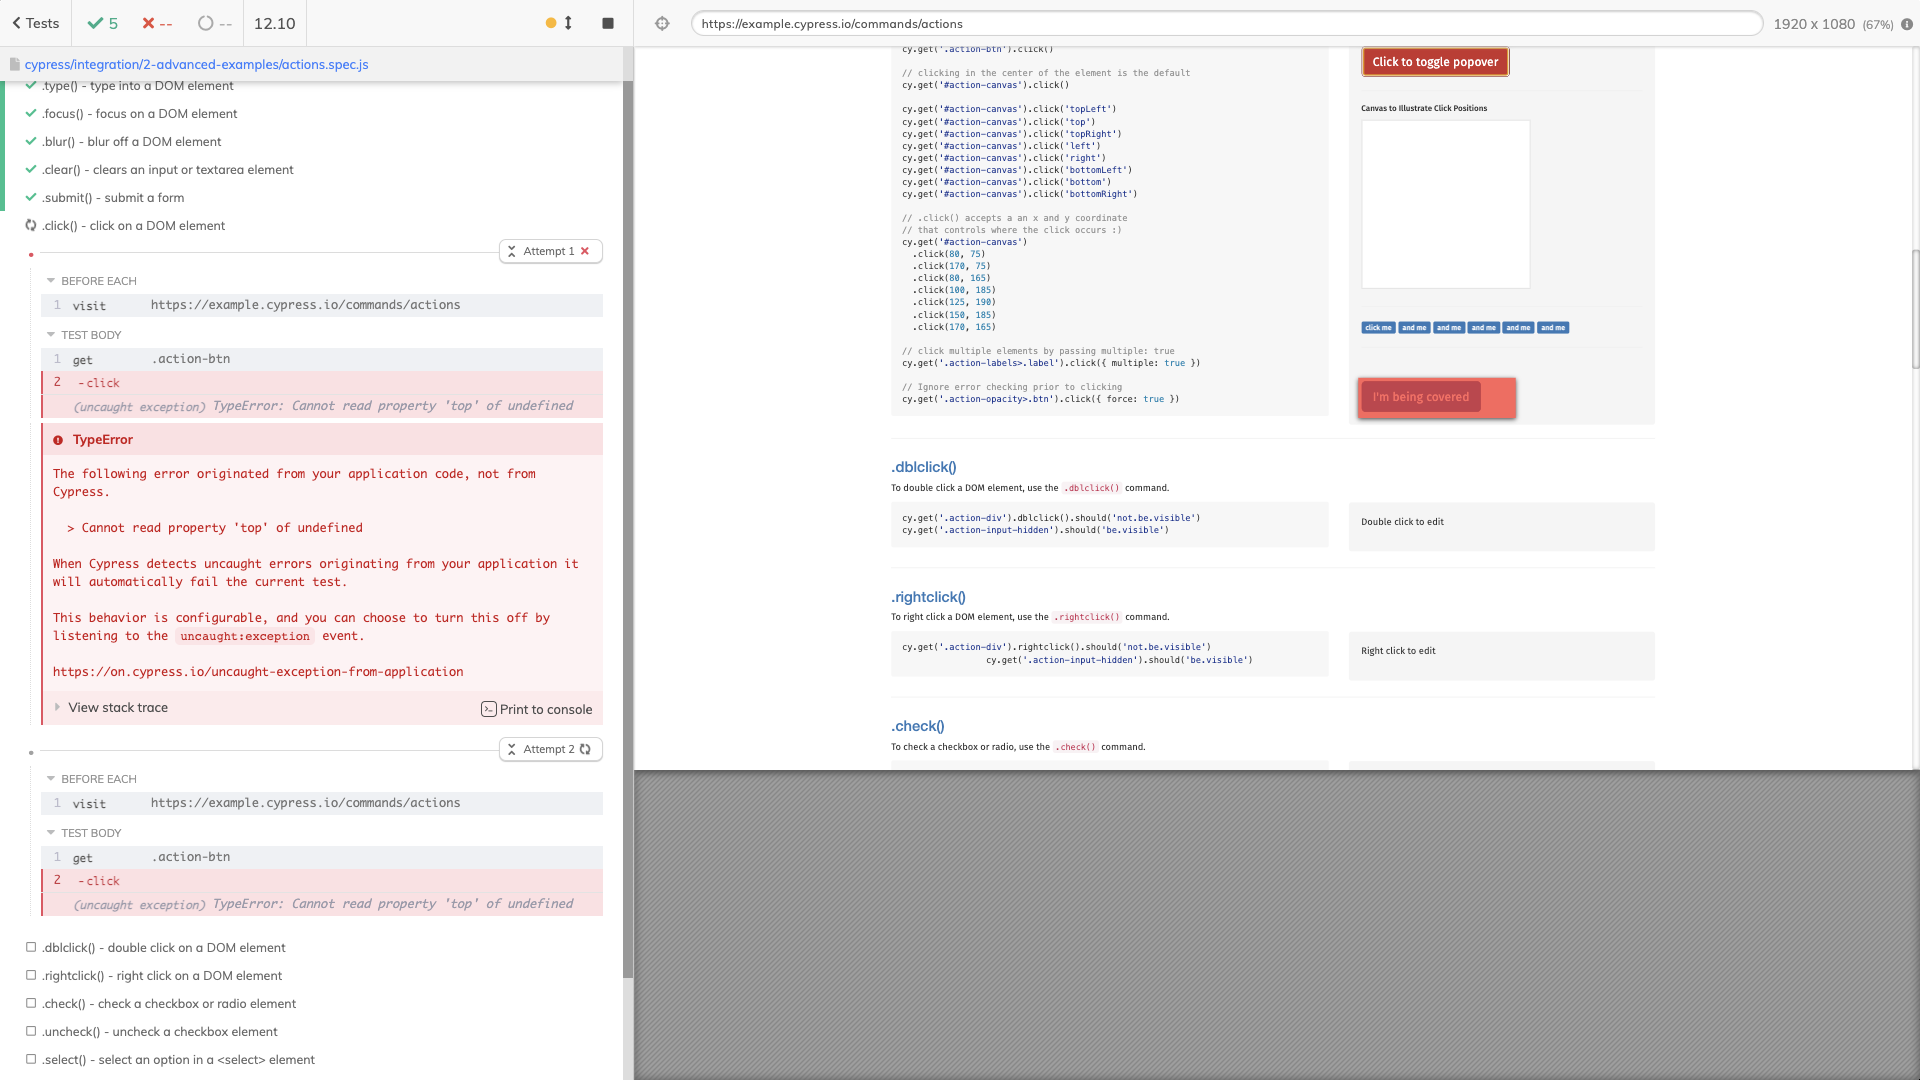 Tests
5
--
--
12.10
cypress/integration/2-advanced-examples/actions.spec.js
.type() - type into a DOM element
.focus() - focus on a DOM element
.blur() - blur off a DOM element
.clear() - clears an input or textarea element
.submit() - submit a form
.click() - click on a DOM element
Attempt 1
BEFORE EACH
1 visit https://example.cypress.io/commands/actions
TEST BODY
1 get .action-btn
2 -click
(uncaught exception) TypeError: Cannot read property 'top' of undefined
TypeError
The following error originated from your application code, not from
Cypress.
> Cannot read property 'top' of undefined
When Cypress detects uncaught errors originating from your application it
will automatically fail the current test.
This behavior is configurable, and you can choose to turn this off by
listening to the uncaught:exception event.
https://on.cypress.io/uncaught-exception-from-application
View stack trace
Print to console
Attempt 2
BEFORE EACH
1 visit https://example.cypress.io/commands/actions
TEST BODY
1 get .action-btn
2 -click
(uncaught exception) TypeError: Cannot read property 'top' of undefined
.dblclick() - double click on a DOM element
.rightclick() - right click on a DOM element
.check() - check a checkbox or radio element
.uncheck() - uncheck a checkbox element
.select() - select an option in a <select> element
https://example.cypress.io/commands/actions
1920 x 1080 (67%)
cy.get('.action-btn').click()
// clicking in the center of the element is the default
cy.get('#action-canvas').click()
cy.get('#action-canvas').click('topLeft')
cy.get('#action-canvas').click('top')
cy.get('#action-canvas').click('topRight')
cy.get('#action-canvas').click('left')
cy.get('#action-canvas').click('right')
cy.get('#action-canvas').click('bottomLeft')
cy.get('#action-canvas').click('bottom')
cy.get('#action-canvas').click('bottomRight')
// .click() accepts a an x and y coordinate
// that controls where the click occurs :)
cy.get('#action-canvas')
.click(80, 75)
.click(170, 75)
.click(80, 165)
.click(100, 185)
.click(125, 190)
.click(150, 185)
.click(170, 165)
// click multiple elements by passing multiple: true
cy.get('.action-labels>.label').click({ multiple: true })
// Ignore error checking prior to clicking
cy.get('.action-opacity>.btn').click({ force: true })
Click to toggle popover
Canvas to Illustrate Click Positions
click me and me and me and me and me and me
I'm being covered
.dblclick()
To double click a DOM element, use the .dblclick() command.
cy.get('.action-div').dblclick().should('not.be.visible')
cy.get('.action-input-hidden').should('be.visible')
Double click to edit
.rightclick()
To right click a DOM element, use the .rightclick() command.
cy.get('.action-div').rightclick().should('not.be.visible')
cy.get('.action-input-hidden').should('be.visible')
Right click to edit
.check()
To check a checkbox or radio, use the .check() command.